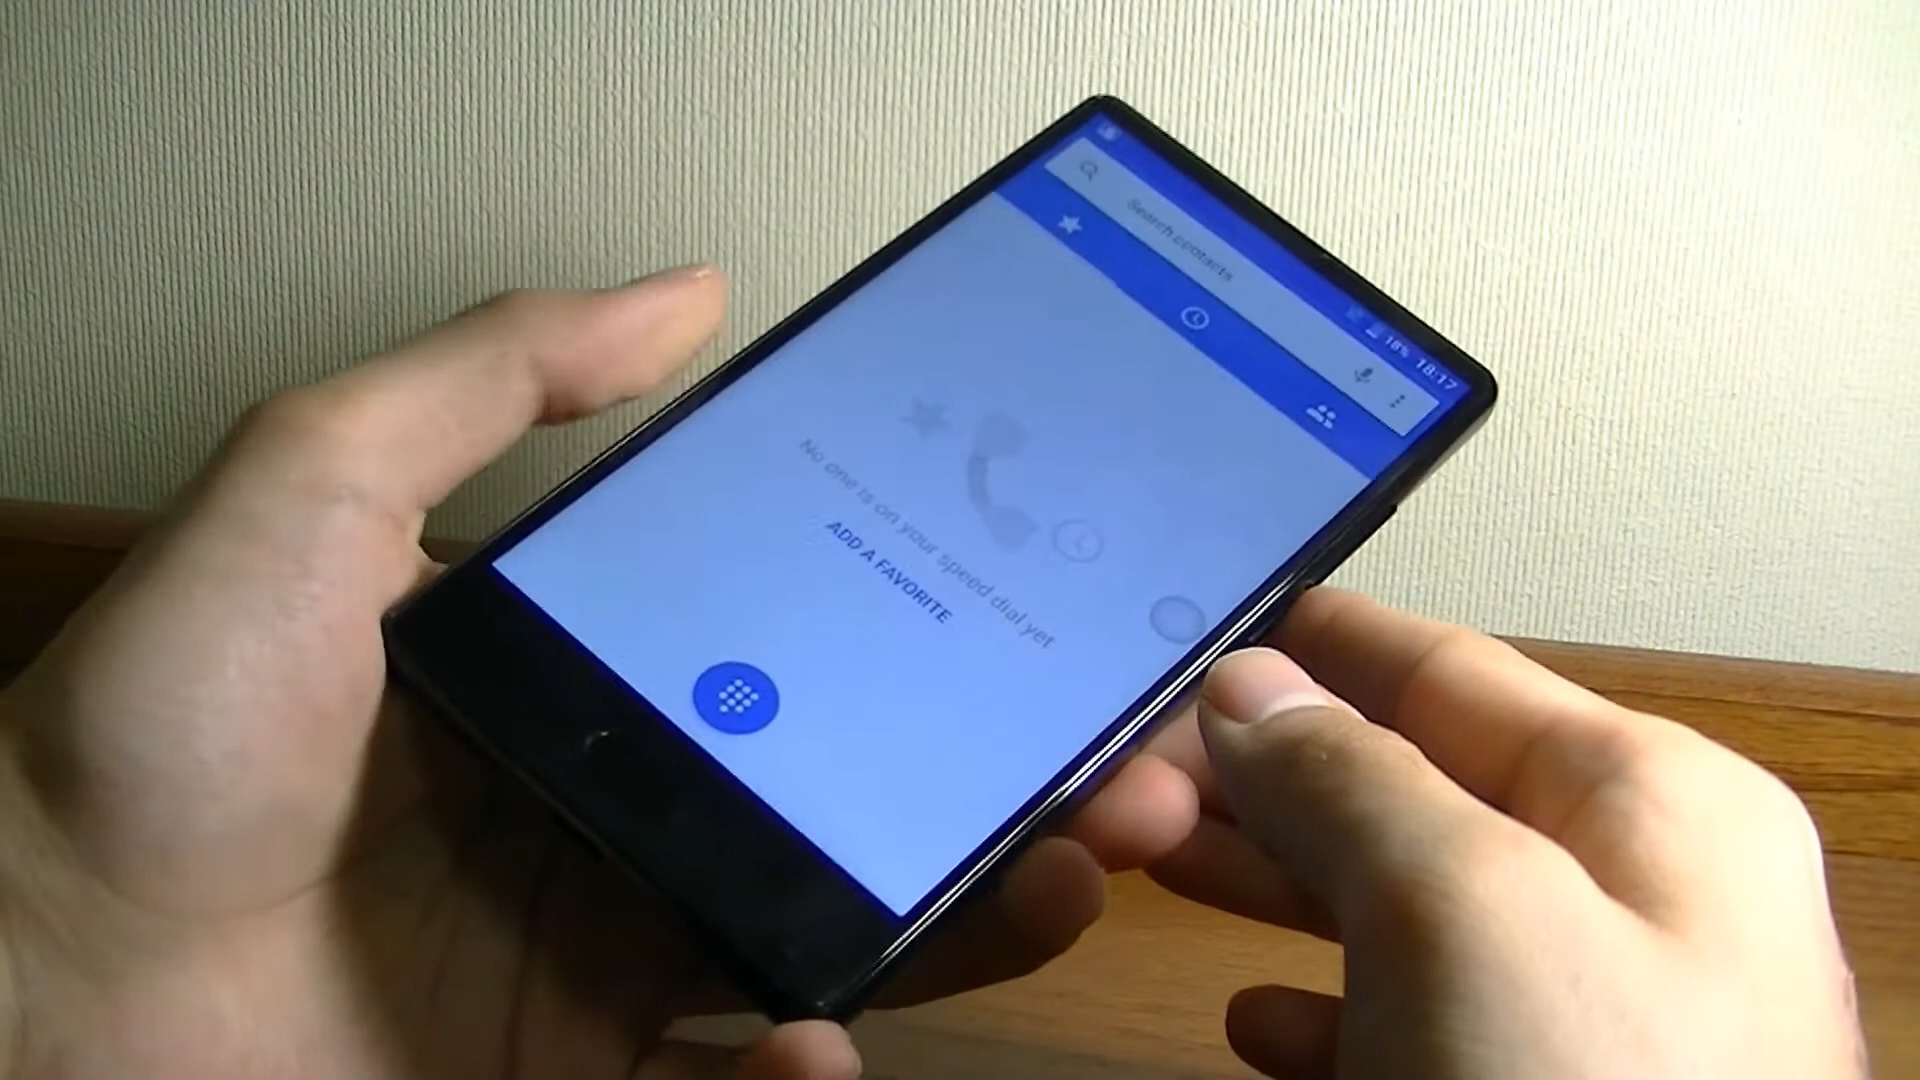 18% 18:17
Search contacts
No one is on your speed dial yet
ADD A FAVORITE